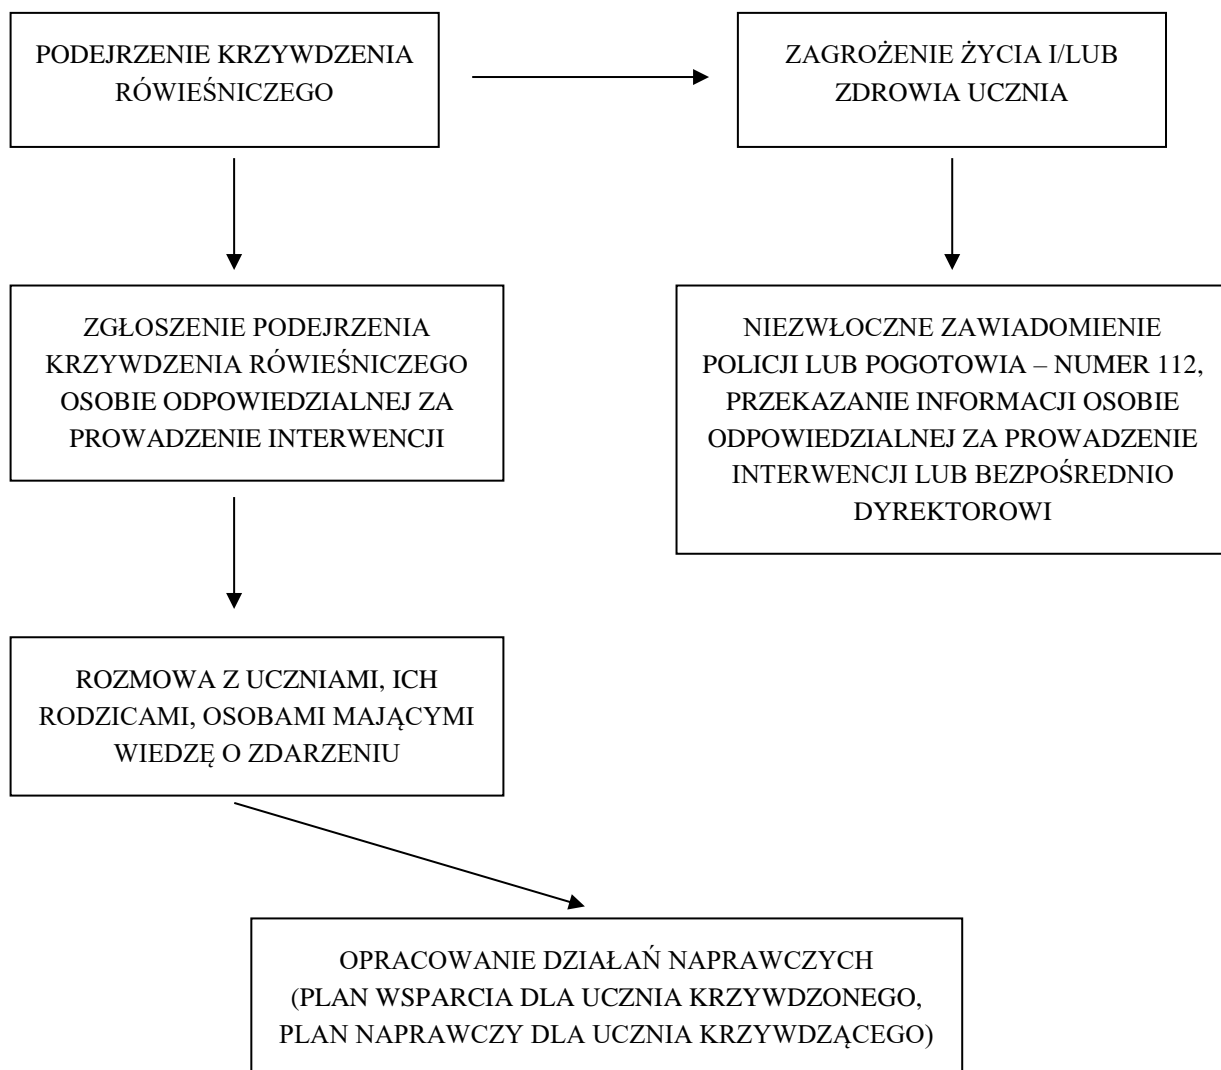 PODEJRZENIE KRZYWDZENIA
RÓWIEŚNICZEGO
ZAGROŻENIE ŻYCIA I/LUB
ZDROWIA UCZNIA
ZGŁOSZENIE PODEJRZENIA
KRZYWDZENIA RÓWIEŚNICZEGO
OSOBIE ODPOWIEDZIALNEJ ZA
PROWADZENIE INTERWENCJI
NIEZWŁOCZNE ZAWIADOMIENIE
POLICJI LUB POGOTOWIA – NUMER 112,
PRZEKAZANIE INFORMACJI OSOBIE
ODPOWIEDZIALNEJ ZA PROWADZENIE
INTERWENCJI LUB BEZPOŚREDNIO
DYREKTOROWI
ROZMOWA Z UCZNIAMI, ICH
RODZICAMI, OSOBAMI MAJĄCYMI
WIEDZĘ O ZDARZENIU
OPRACOWANIE DZIAŁAŃ NAPRAWCZYCH
(PLAN WSPARCIA DLA UCZNIA KRZYWDZONEGO,
PLAN NAPRAWCZY DLA UCZNIA KRZYWDZĄCEGO)